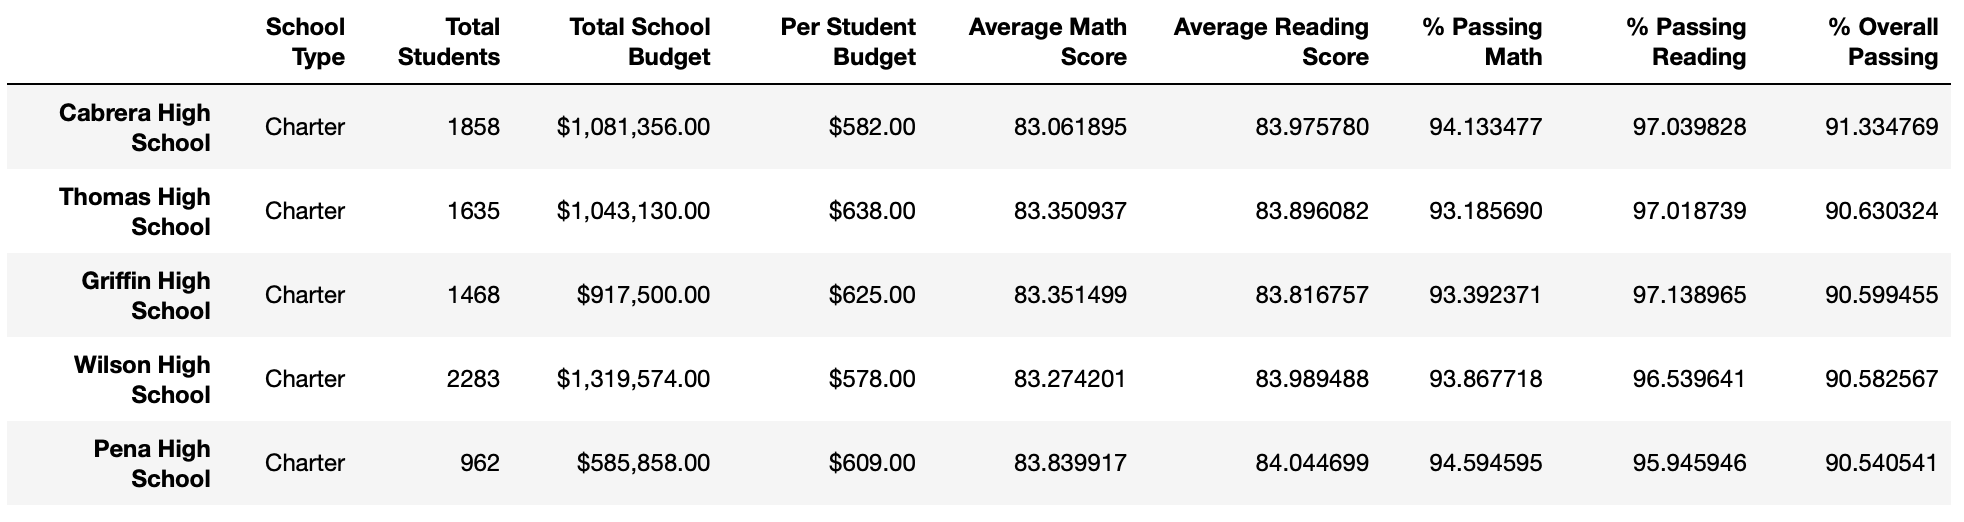 School Type Total Students Total School Budget Per Student Budget Average Math Score Average Reading Score % Passing Math % Passing Reading % Overall Passing
Cabrera High School Charter 1858 $1,081,356.00 $582.00 83.061895 83.975780 94.133477 97.039828 91.334769
Thomas High School Charter 1635 $1,043,130.00 $638.00 83.350937 83.896082 93.185690 97.018739 90.630324
Griffin High School Charter 1468 $917,500.00 $625.00 83.351499 83.816757 93.392371 97.138965 90.599455
Wilson High School Charter 2283 $1,319,574.00 $578.00 83.274201 83.989488 93.867718 96.539641 90.582567
Pena High School Charter 962 $585,858.00 $609.00 83.839917 84.044699 94.594595 95.945946 90.540541